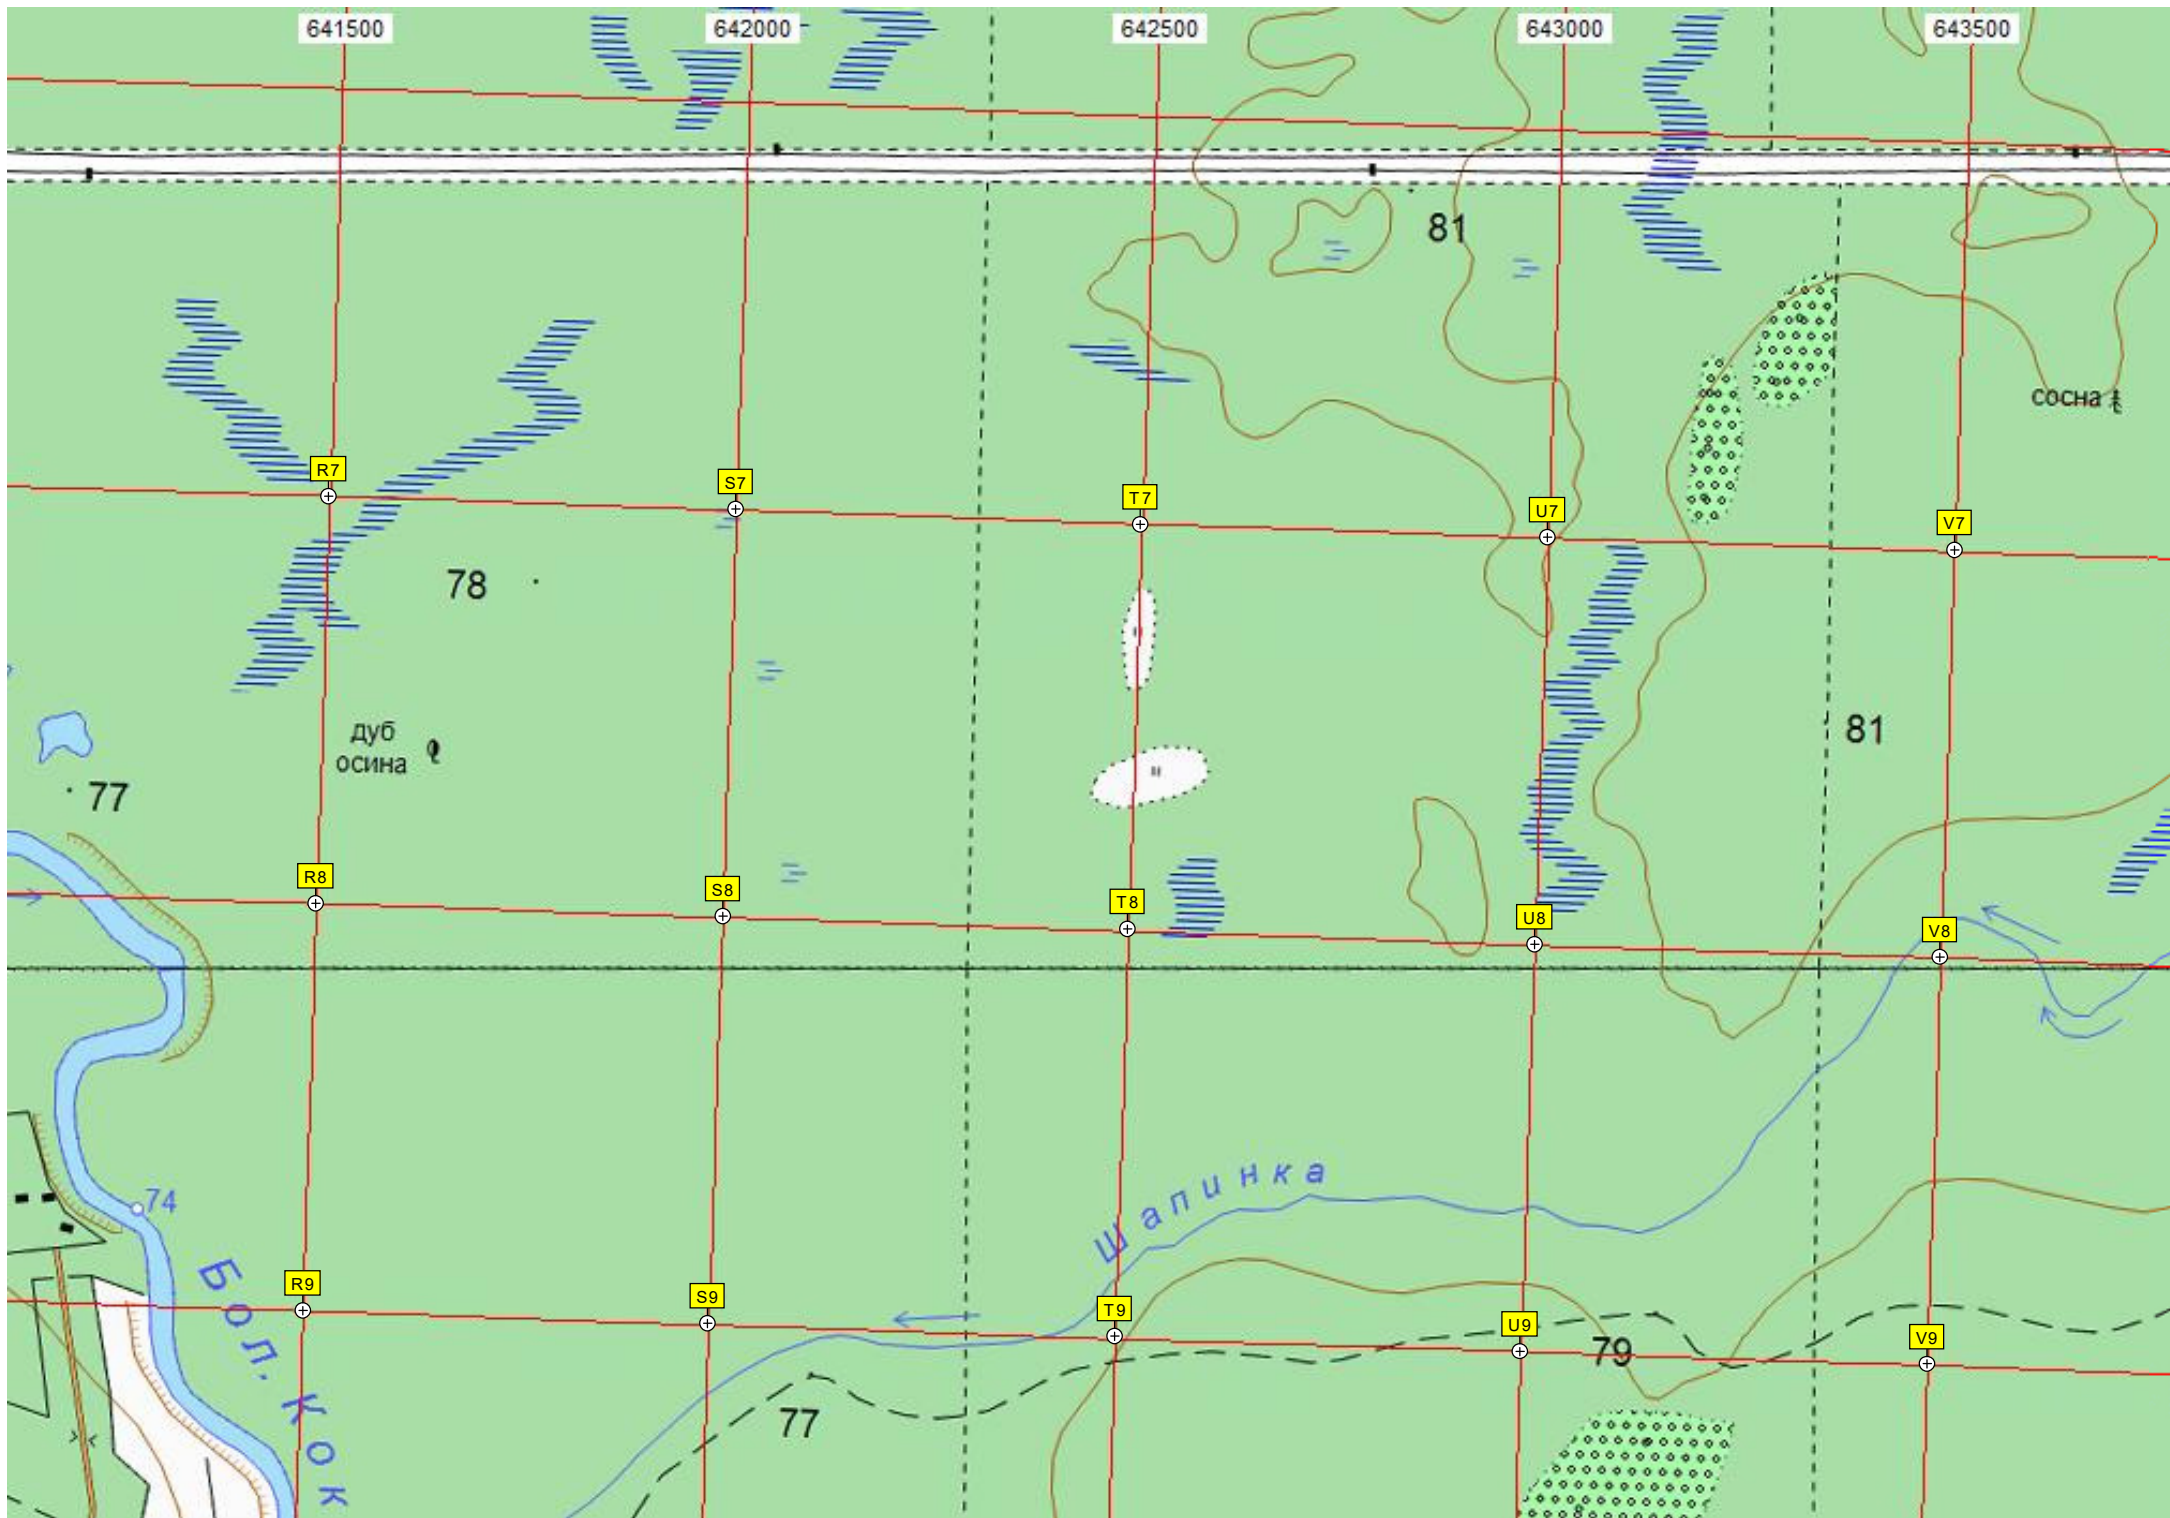 641500 642000 642500 643000 643500
81
сосна
R7 S7 T7 U7 V7
78
дуб
осина
81
77
R8 S8 T8 U8 V8
74
Шапинка
Бол. Кок
R9 S9 T9 U9 V9
79
77